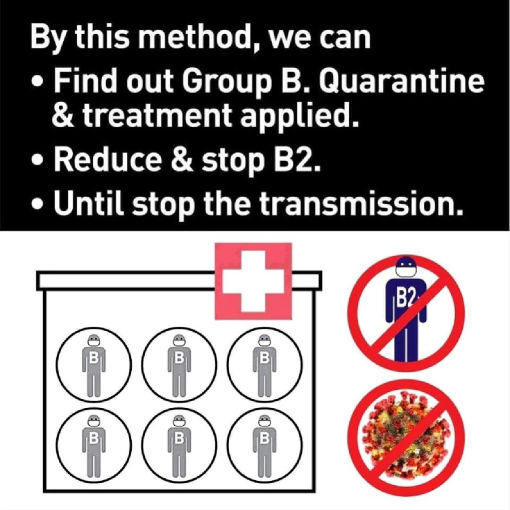 By this method, we can
• Find out Group B. Quarantine
& treatment applied.
• Reduce & stop B2.
• Until stop the transmission.
B2
B B B
B B B